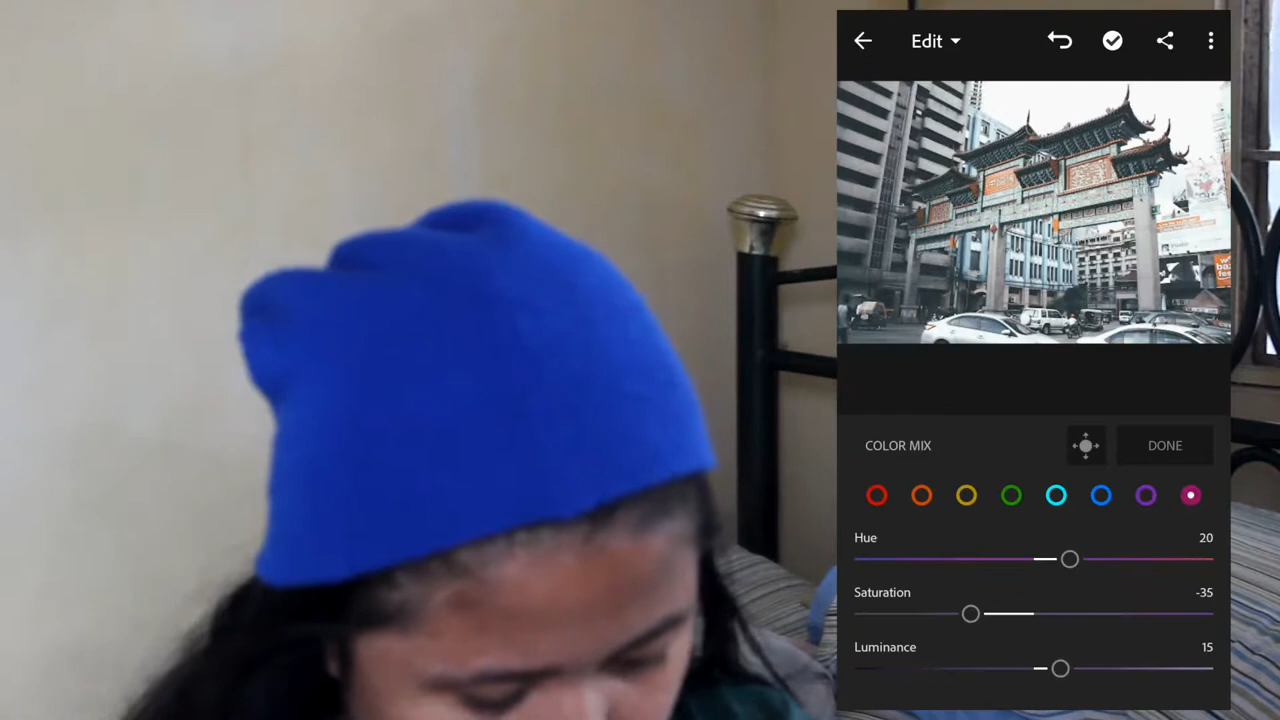 Edit
COLOR MIX
DONE
Hue
20
Saturation
-35
Luminance
15